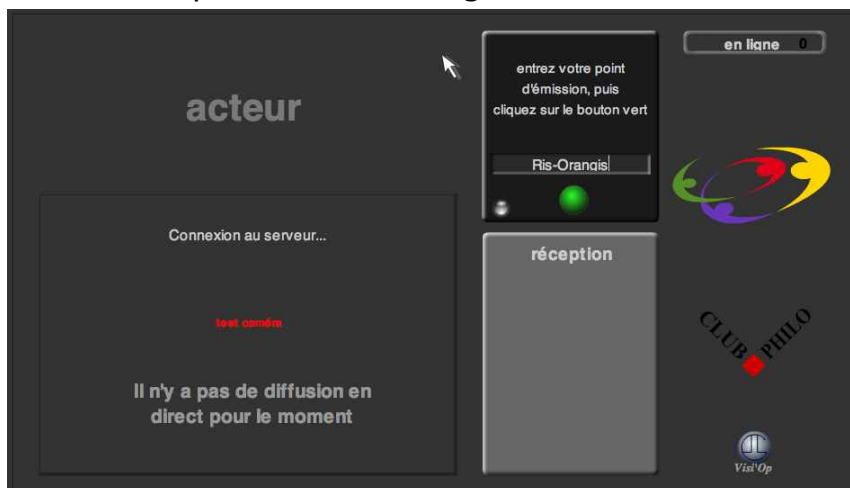 acteur
Connexion au serveur...
test caméra
Il n'y a pas de diffusion en
direct pour le moment
entrez votre point
d'émission, puis
cliquez sur le bouton vert
Ris-Orangis
réception
en ligne 0
CLUB PHILO
Visi'Op